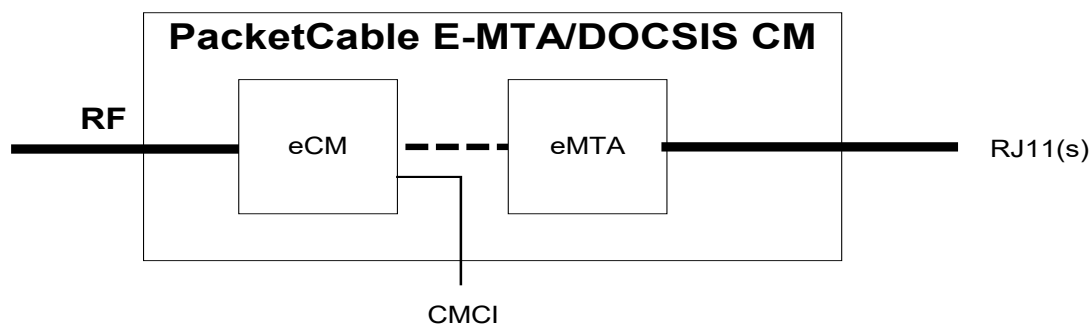 PacketCable E-MTA/DOCSIS CM
RF
eCM
eMTA
RJ11(s)
CMCI